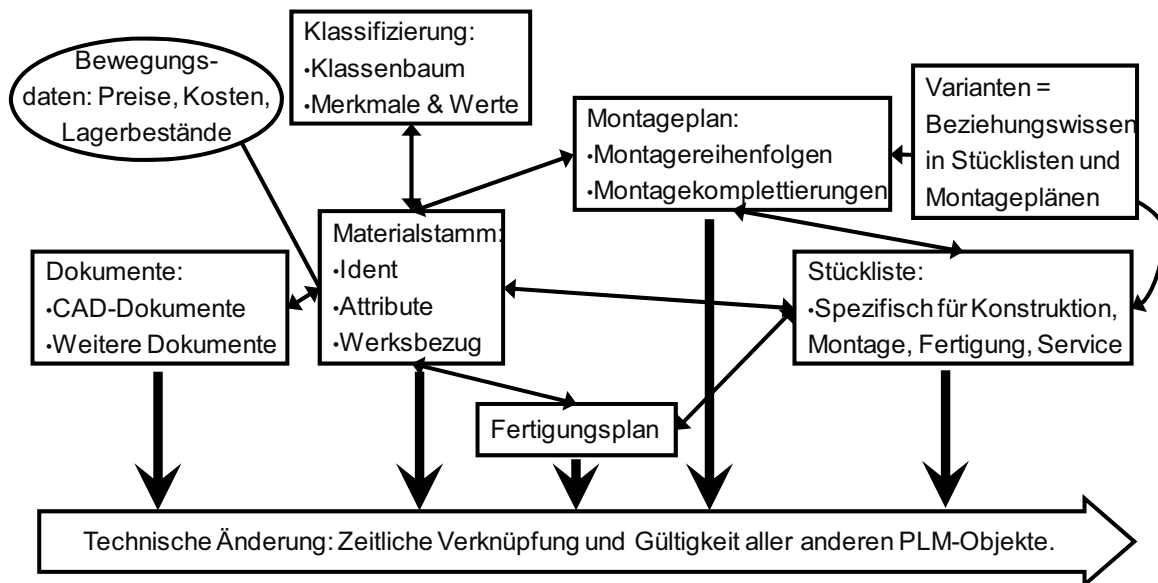 Bewegungs-
daten: Preise, Kosten,
Lagerbestände
Klassifizierung:
•Klassenbaum
•Merkmale & Werte
Montageplan:
•Montagereihenfolgen
•Montagekomplettierungen
Varianten =
Beziehungswissen
in Stücklisten und
Montageplänen
Dokumente:
•CAD-Dokumente
•Weitere Dokumente
Materialstamm:
•Ident
•Attribute
•Werksbezug
Stückliste:
•Spezifisch für Konstruktion,
Montage, Fertigung, Service
Fertigungsplan
Technische Änderung: Zeitliche Verknüpfung und Gültigkeit aller anderen PLM-Objekte.